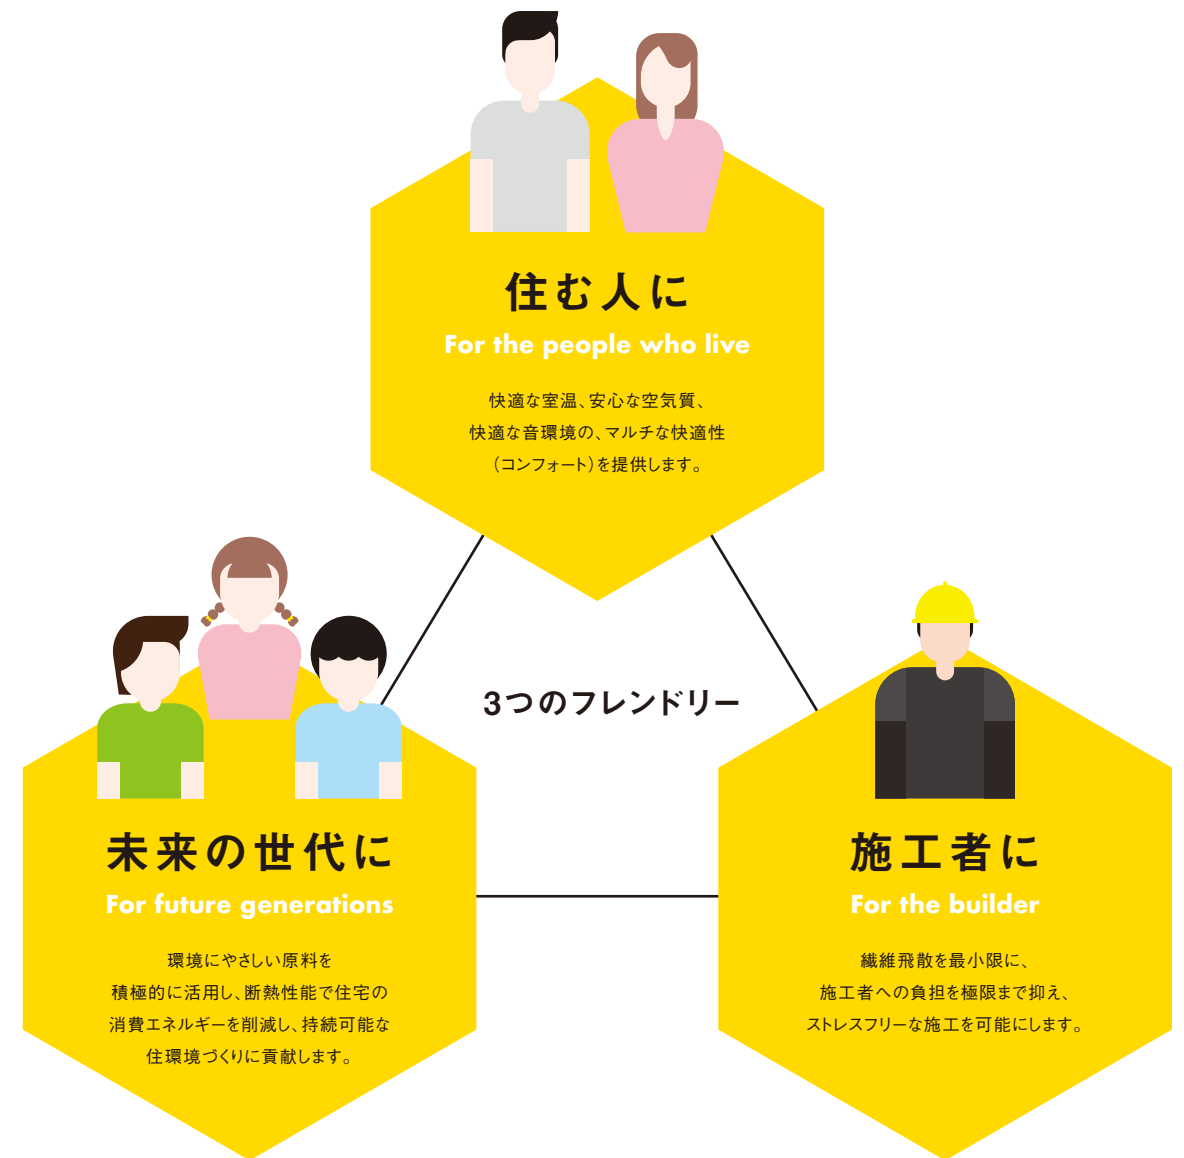 住む人に
For the people who live
快適な室温、安心な空気質、
快適な音環境の、マルチな快適性
（コンフォート）を提供します。
3つのフレンドリー
未来の世代に
For future generations
環境にやさしい原料を
積極的に活用し、断熱性能で住宅の
消費エネルギーを削減し、持続可能な
住環境づくりに貢献します。
施工者に
For the builder
繊維飛散を最小限に、
施工者への負担を極限まで抑え、
ストレスフリーな施工を可能にします。